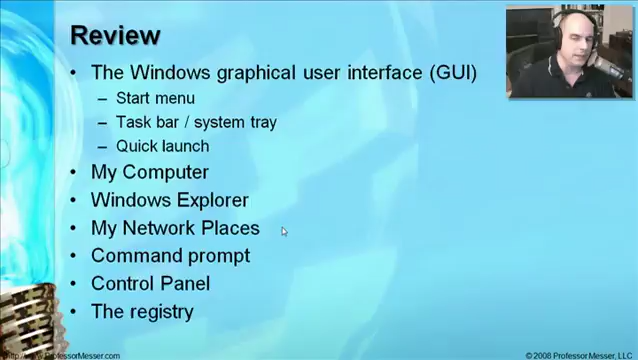 Review
• The Windows graphical user interface (GUI)
– Start menu
– Task bar / system tray
– Quick launch
• My Computer
• Windows Explorer
• My Network Places
• Command prompt
• Control Panel
• The registry
http://www.ProfessorMesser.com
© 2008 Professor Messer, LLC